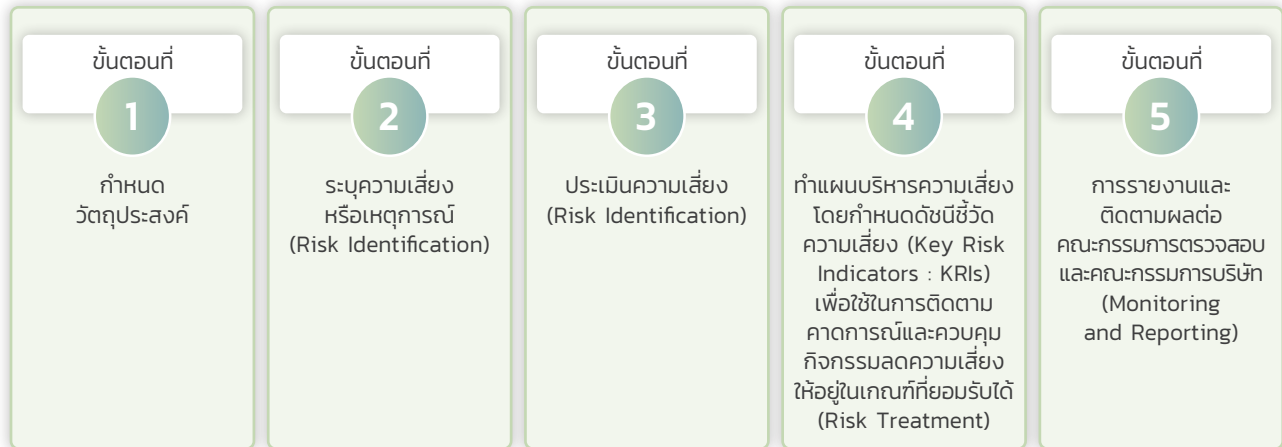 ขั้นตอนที่
1
กำหนด
วัตถุประสงค์
ขั้นตอนที่
2
ระบุความเสี่ยง
หรือเหตุการณ์
(Risk Identification)
ขั้นตอนที่
3
ประเมินความเสี่ยง
(Risk Identification)
ขั้นตอนที่
4
ทำแผนบริหารความเสี่ยง
โดยกำหนดดัชนีชี้วัด
ความเสี่ยง (Key Risk
Indicators : KRIs)
เพื่อใช้ในการติดตาม
คาดการณ์และควบคุม
กิจกรรมลดความเสี่ยง
ให้อยู่ในเกณฑ์ที่ยอมรับได้
(Risk Treatment)
ขั้นตอนที่
5
การรายงานและ
ติดตามผลต่อ
คณะกรรมการตรวจสอบ
และคณะกรรมการบริษัท
(Monitoring
and Reporting)